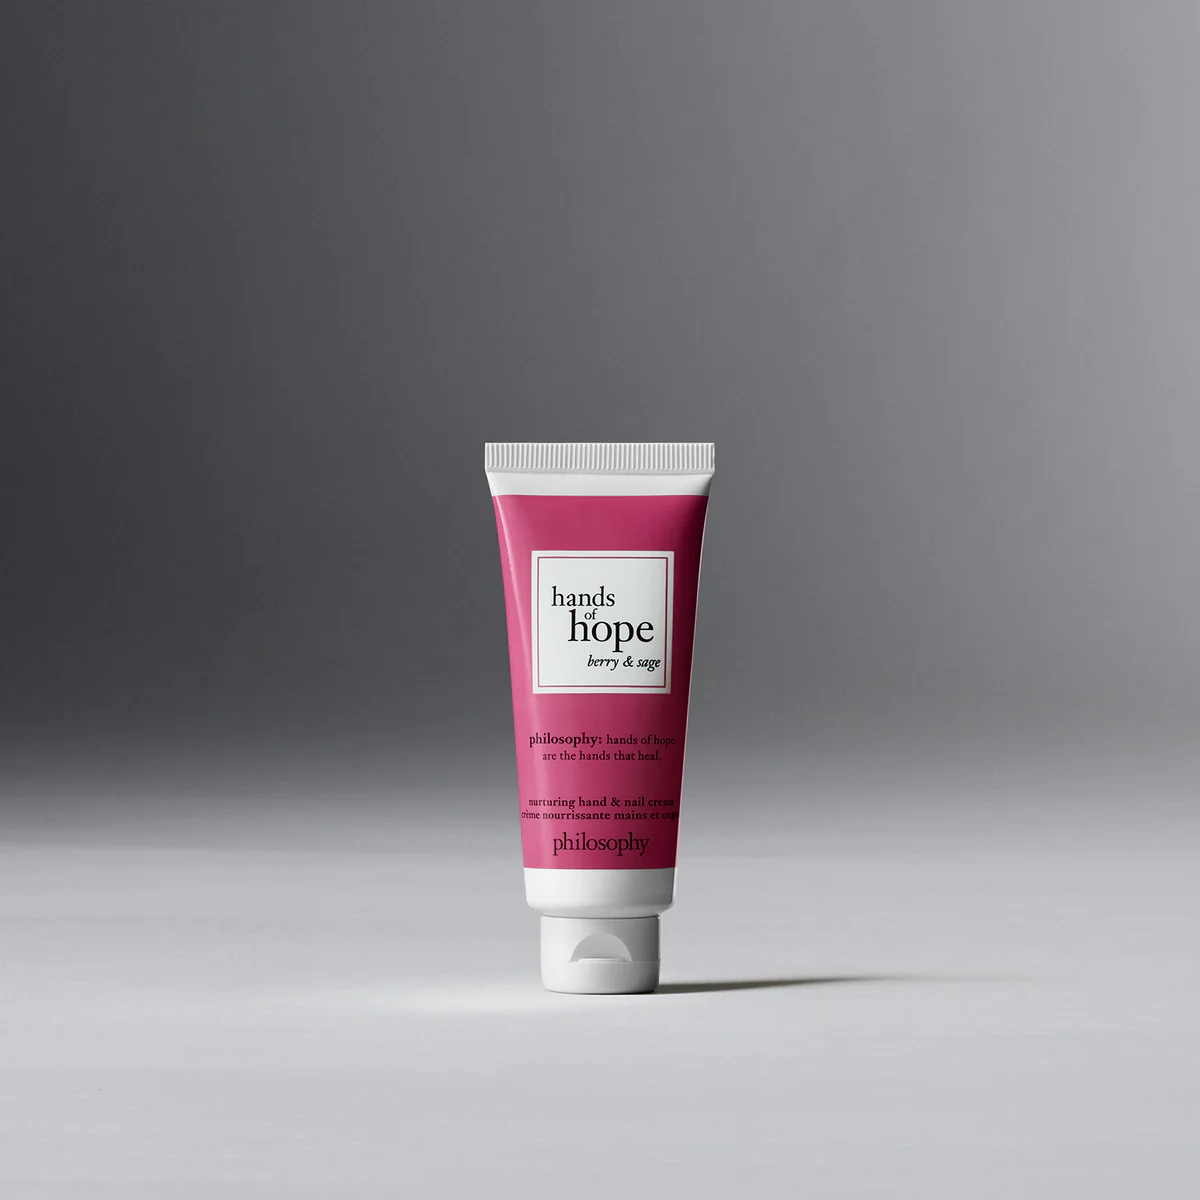 hands
of
hope
berry & sage
philosophy: hands of hope
are the hands that heal.
nurturing hand & nail cream
crème nourrissante mains et
philosophy